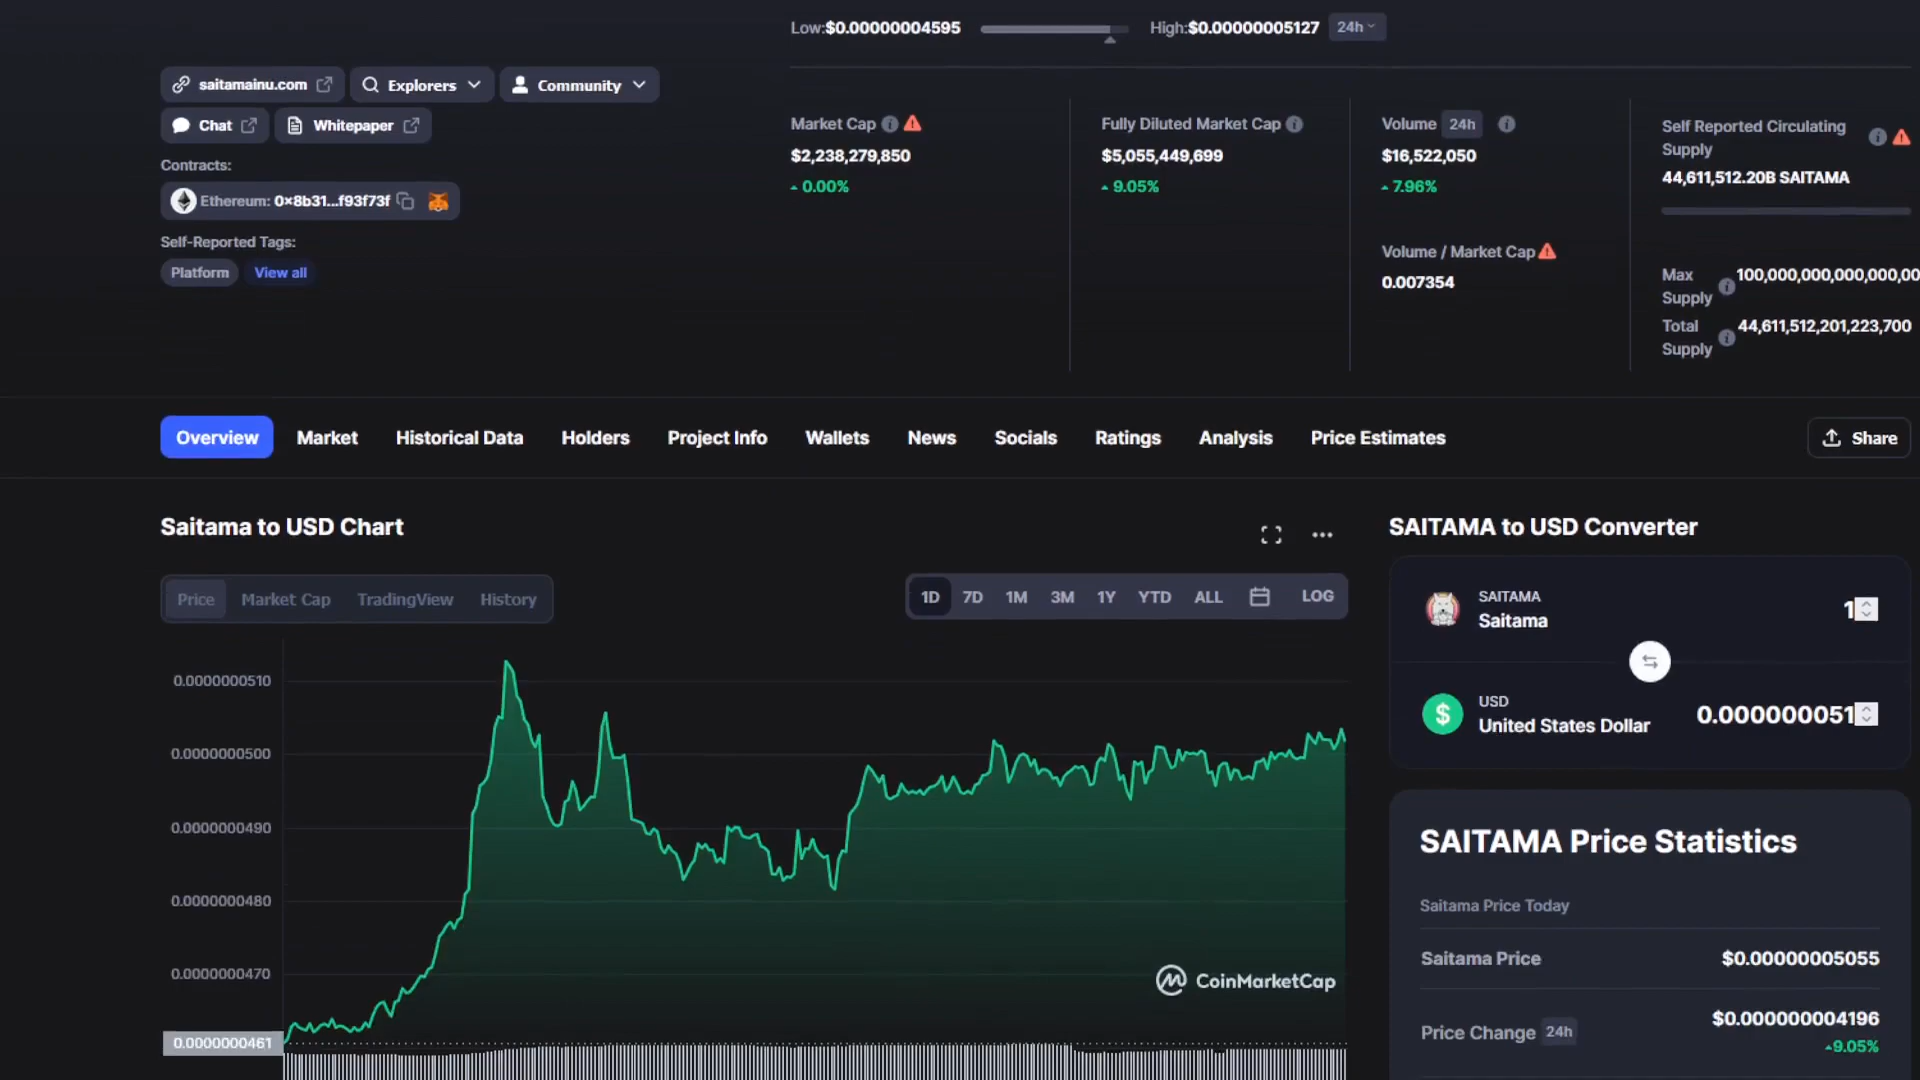 Low:$0.00000004595 High:$0.00000005127 24h
saitamainu.com Explorers Community
Chat Whitepaper
Contracts:
Ethereum: 0x8b31...f93f73f
Self-Reported Tags:
Platform View all
Market Cap
$2,238,279,850
0.00%
Fully Diluted Market Cap
$5,055,449,699
9.05%
Volume 24h
$16,522,050
7.96%
Volume / Market Cap
0.007354
Self Reported Circulating
Supply
44,611,512.20B SAITAMA
Max
Supply
100,000,000,000,000,00
Total
Supply
44,611,512,201,223,700
Overview Market Historical Data Holders Project Info Wallets News Socials Ratings Analysis Price Estimates Share
Saitama to USD Chart
Price Market Cap TradingView History
1D 7D 1M 3M 1Y YTD ALL LOG
0.0000000510
0.0000000500
0.0000000490
0.0000000480
0.0000000470
0.0000000461
CoinMarketCap
SAITAMA to USD Converter
SAITAMA
Saitama
1
USD
United States Dollar
0.000000051
SAITAMA Price Statistics
Saitama Price Today
Saitama Price $0.00000005055
Price Change 24h $0.000000004196
9.05%